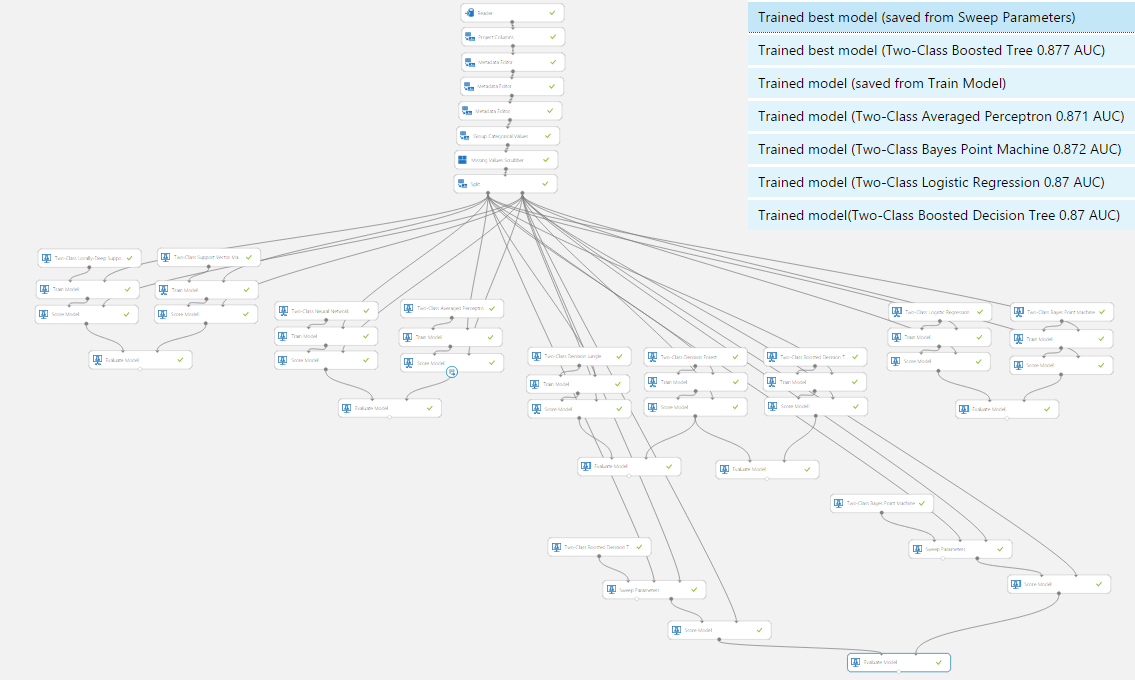 Reader
Project Columns
Metadata Editor
Metadata Editor
Metadata Editor
Group Categorical Values
Missing Values Scrubber
Split
Trained best model (saved from Sweep Parameters)
Trained best model (Two-Class Boosted Tree 0.877 AUC)
Trained model (saved from Train Model)
Trained model (Two-Class Averaged Perceptron 0.871 AUC)
Trained model (Two-Class Bayes Point Machine 0.872 AUC)
Trained model (Two-Class Logistic Regression 0.87 AUC)
Trained model(Two-Class Boosted Decision Tree 0.87 AUC)
Two-Class Locally-Deep Suppo...
Train Model
Score Model
Two-Class Support Vector Ma...
Train Model
Score Model
Evaluate Model
Two-Class Neural Network
Train Model
Score Model
Two-Class Averaged Perceptro...
Train Model
Score Model
Evaluate Model
Two-Class Decision Jungle
Train Model
Score Model
Two-Class Decision Forest
Train Model
Score Model
Two-Class Boosted Decision T...
Train Model
Score Model
Evaluate Model
Evaluate Model
Two-Class Logistic Regression
Train Model
Score Model
Two-Class Bayes Point Machine
Train Model
Score Model
Evaluate Model
Two-Class Bayes Point Machine
Sweep Parameters
Score Model
Two-Class Boosted Decision T...
Sweep Parameters
Score Model
Evaluate Model